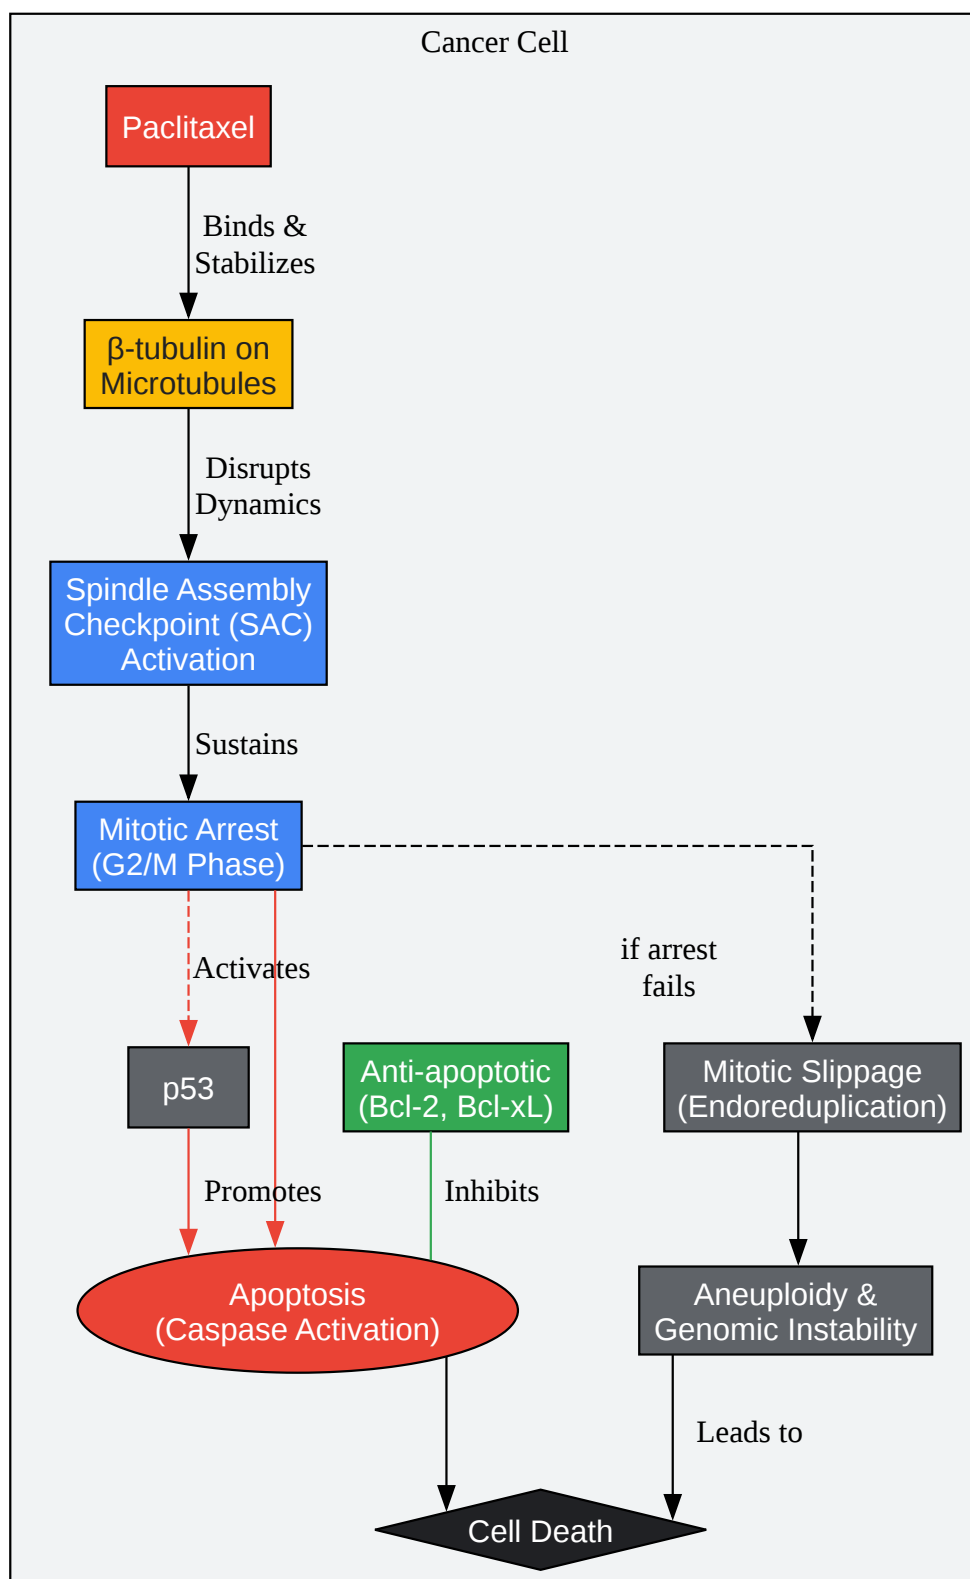 Cancer Cell
Paclitaxel
Binds &
Stabilizes
β-tubulin on
Microtubules
Disrupts
Dynamics
Spindle Assembly
Checkpoint (SAC)
Activation
Sustains
Mitotic Arrest
(G2/M Phase)
Activates
if arrest
fails
p53
Anti-apoptotic
(Bcl-2, Bcl-xL)
Mitotic Slippage
(Endoreduplication)
Promotes
Inhibits
Apoptosis
(Caspase Activation)
Aneuploidy &
Genomic Instability
Leads to
Cell Death